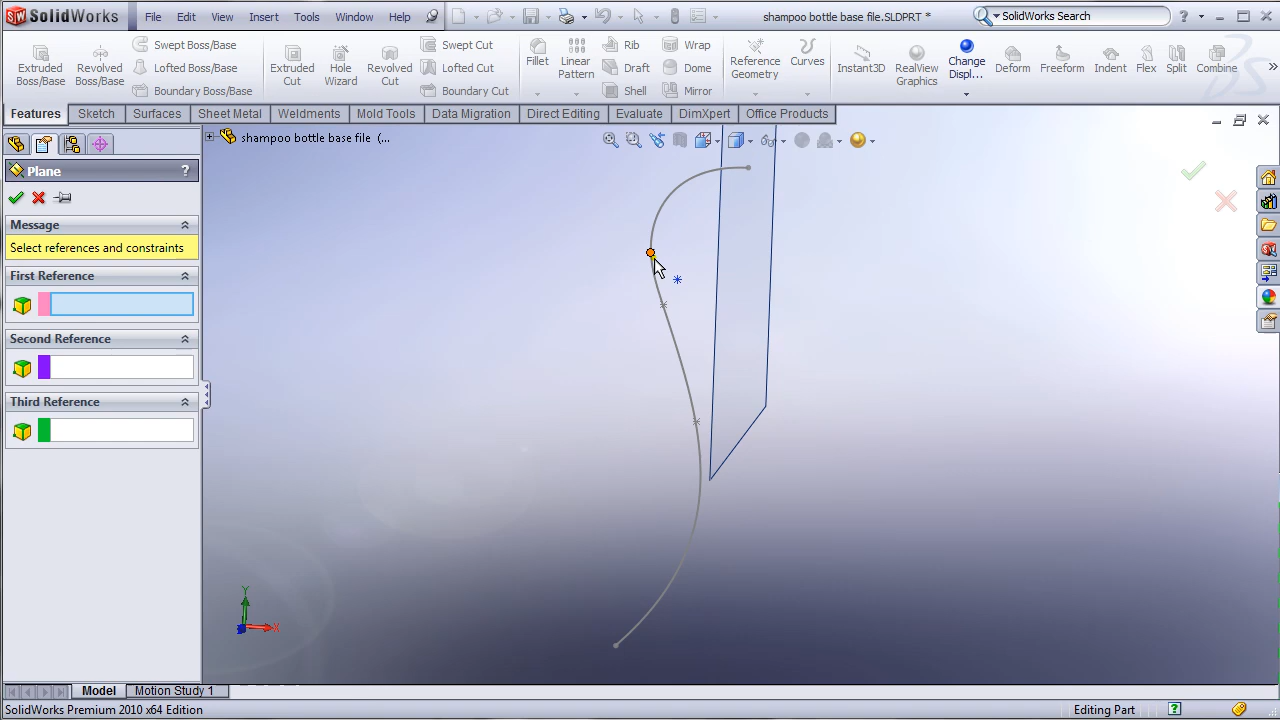 SolidWorks File Edit View Insert Tools Window Help shampoo bottle base file.SLDPRT * SolidWorks Search ?
Extruded Boss/Base Revolved Boss/Base Swept Boss/Base Lofted Boss/Base Boundary Boss/Base Extruded Cut Hole Wizard Revolved Cut Swept Cut Lofted Cut Boundary Cut Fillet Linear Pattern Rib Draft Shell Wrap Dome Mirror Reference Geometry Curves Instant3D RealView Graphics Change Displ... Deform Freeform Indent Flex Split Combine
Features Sketch Surfaces Sheet Metal Weldments Mold Tools Data Migration Direct Editing Evaluate DimXpert Office Products
shampoo bottle base file (...
Plane ?
Message
Select references and constraints
First Reference
Second Reference
Third Reference
Y
X
Model Motion Study 1
SolidWorks Premium 2010 x64 Edition Editing Part ?